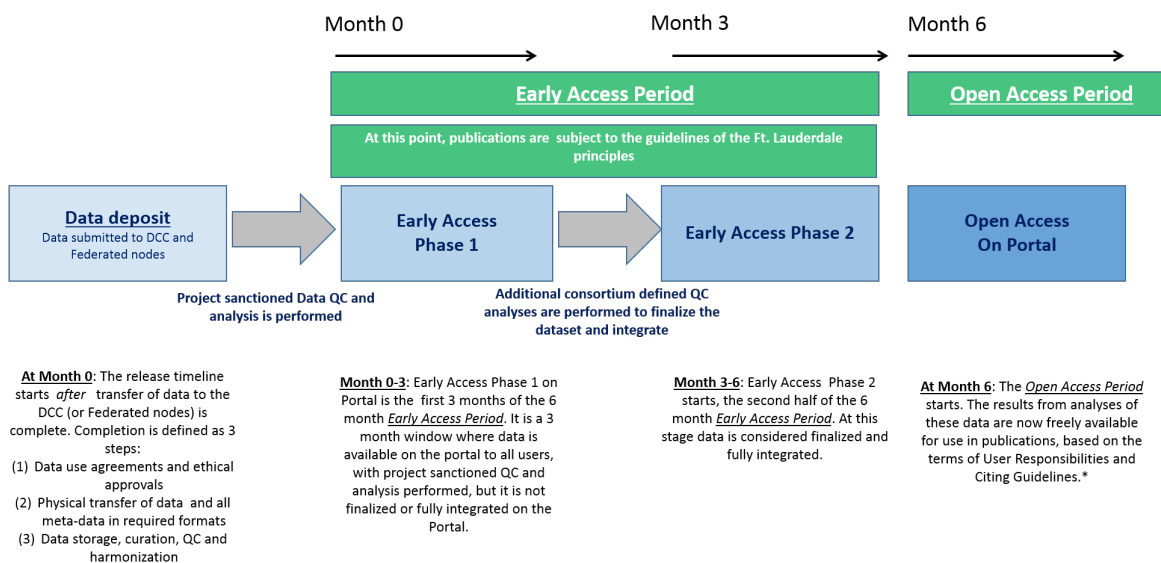 Month 0
Month 3
Month 6
Early Access Period
Open Access Period
At this point, publications are subject to the guidelines of the Ft. Lauderdale
principles
Data deposit
Data submitted to DCC and
Federated nodes
Early Access
Phase 1
Early Access Phase 2
Open Access
On Portal
Project sanctioned Data QC and
analysis is performed
Additional consortium defined QC
analyses are performed to finalize the
dataset and integrate
At Month 0: The release timeline
starts after transfer of data to the
DCC (or Federated nodes) is
complete. Completion is defined as 3
steps:
(1) Data use agreements and ethical
approvals
(2) Physical transfer of data and all
meta-data in required formats
(3) Data storage, curation, QC and
harmonization
Month 0-3: Early Access Phase 1 on
Portal is the first 3 months of the 6
month Early Access Period. It is a 3
month window where data is
available on the portal to all users,
with project sanctioned QC and
analysis performed, but it is not
finalized or fully integrated on the
Portal.
Month 3-6: Early Access Phase 2
starts, the second half of the 6
month Early Access Period. At this
stage data is considered finalized and
fully integrated.
At Month 6: The Open Access Period
starts. The results from analyses of
these data are now freely available
for use in publications, based on the
terms of User Responsibilities and
Citing Guidelines.*